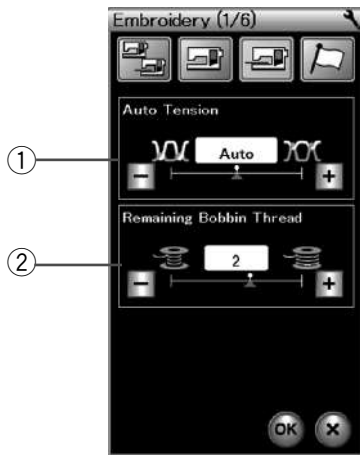 Embroidery (1/6)
Auto Tension
①
Auto
− +
Remaining Bobbin Thread
②
2
− +
OK X